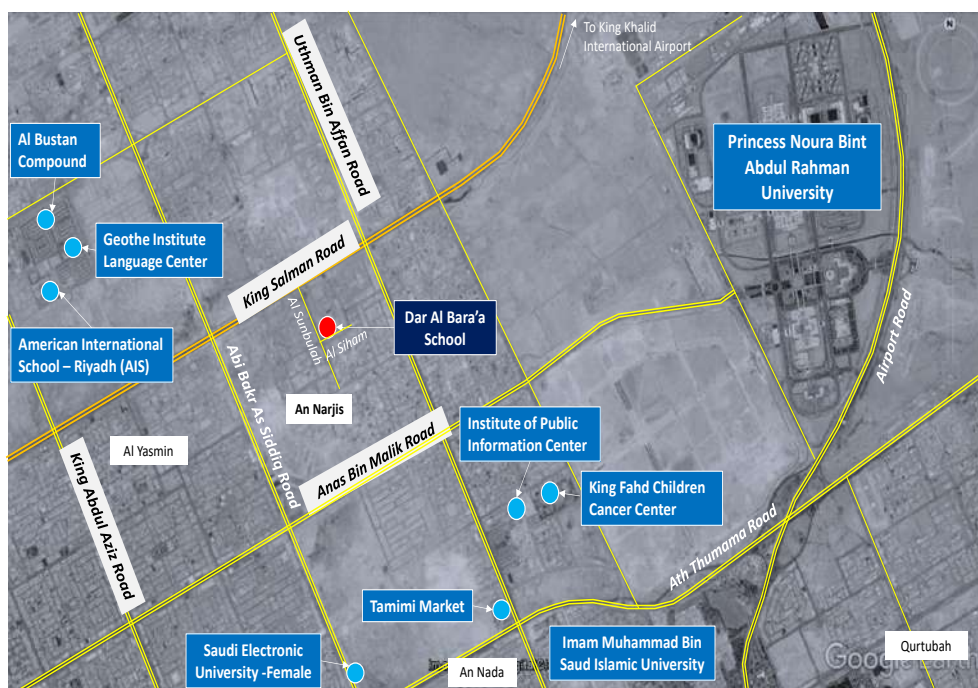 To King Khalid
International Airport
N
Uthman Bin Affan Road
Al Bustan
Compound
Princess Noura Bint
Abdul Rahman
University
Geothe Institute
Language Center
King Salman Road
Al Sunbulah
Al Siham
Dar Al Bara'a
School
American International
School – Riyadh (AIS)
Airport Road
Abi Bakr As Siddiq Road
An Narjis
Institute of Public
Information Center
Al Yasmin
Anas Bin Malik Road
King Abdul Aziz Road
King Fahd Children
Cancer Center
Ath Thumama Road
Tamimi Market
Saudi Electronic
University -Female
Imam Muhammad Bin
Saud Islamic University
An Nada
Qurtubah
Google Earth